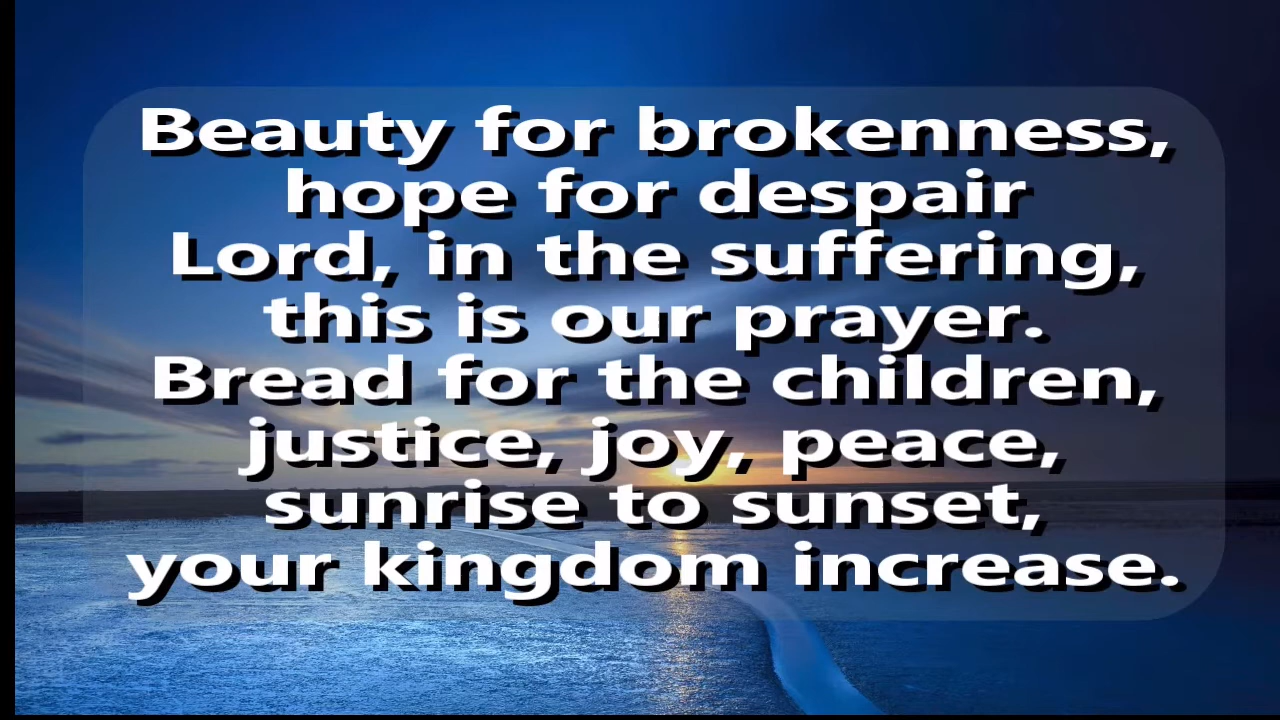 Beauty for brokenness,
hope for despair
Lord, in the suffering,
this is our prayer.
Bread for the children,
justice, joy, peace,
sunrise to sunset,
your kingdom increase.